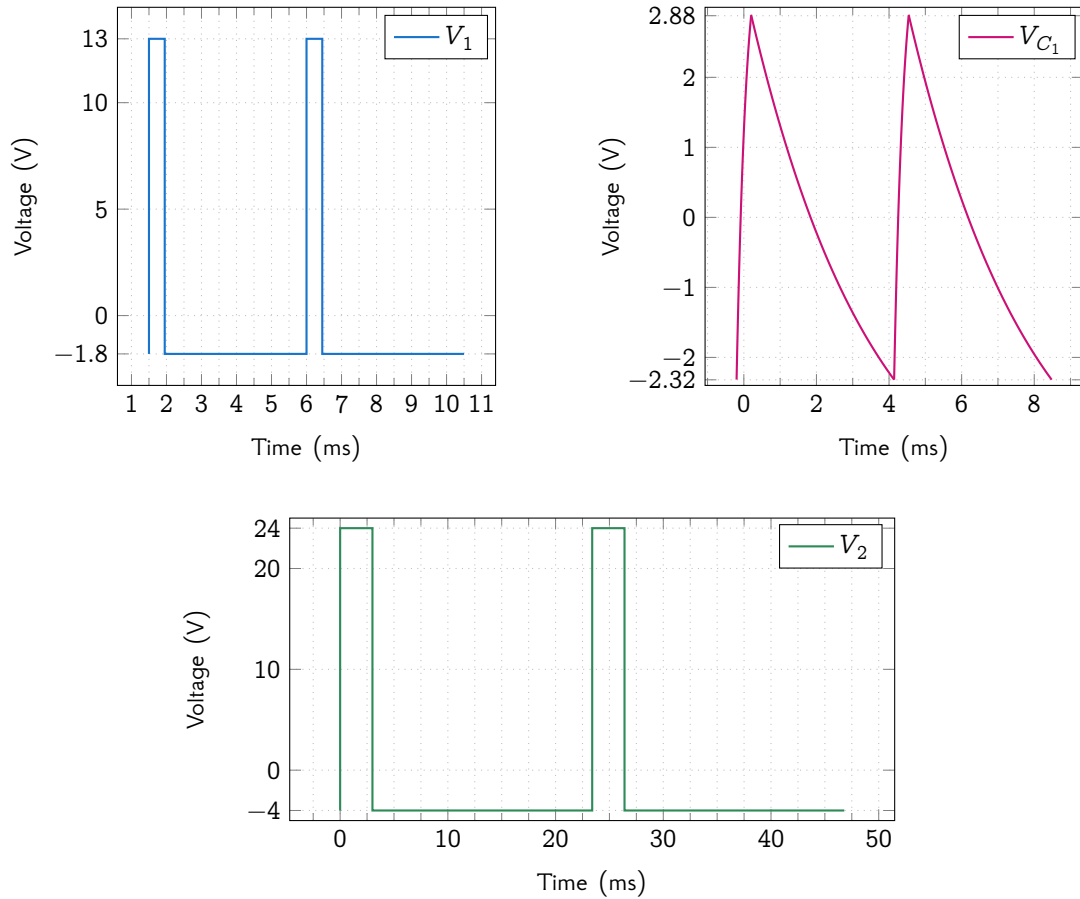 13
10
5
0
−1.8
Voltage (V)
V1
1 2 3 4 5 6 7 8 9 10 11
Time (ms)
2.88
2
1
0
−1
−2
−2.32
Voltage (V)
VC1
0 2 4 6 8
Time (ms)
24
20
10
0
−4
Voltage (V)
V2
0 10 20 30 40 50
Time (ms)